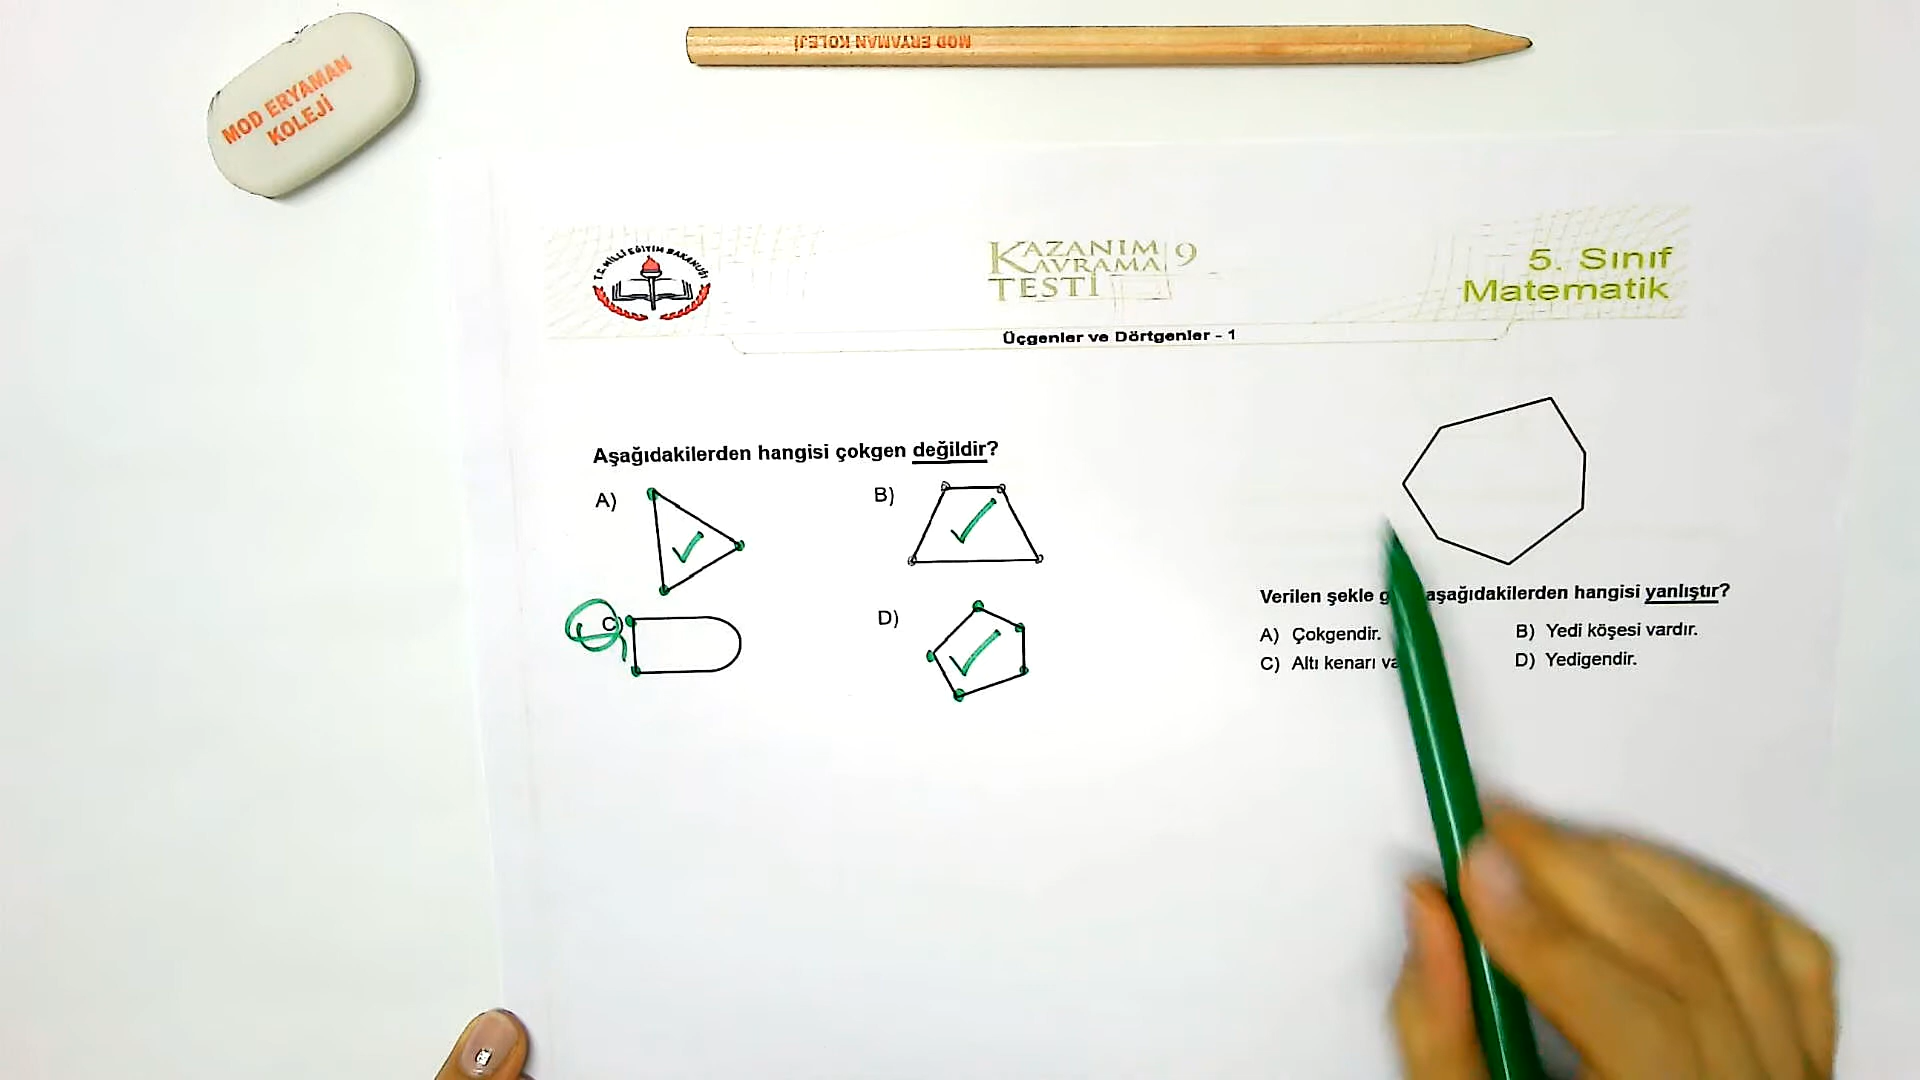 MOD ERYAMAN
KOLEJİ
MOD ERYAMAN KOLEJİ
T.C. MİLLİ EĞİTİM BAKANLIĞI
KAZANIM
KAVRAMA
TESTİ
9
5. Sınıf
Matematik
Üçgenler ve Dörtgenler - 1
Aşağıdakilerden hangisi çokgen değildir?
A)
B)
C)
D)
Verilen şekle aşağıdakilerden hangisi yanlıştır?
A) Çokgendir.
B) Yedi köşesi vardır.
C) Altı kenarı
D) Yedigendir.